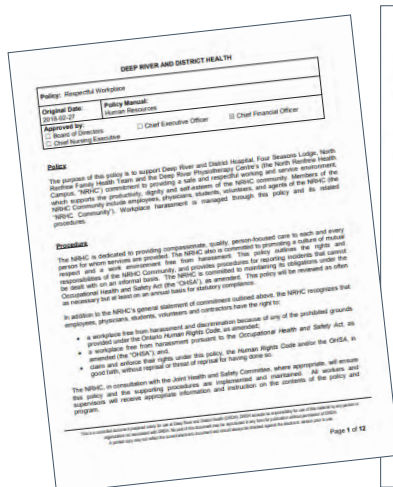 DEEP RIVER AND DISTRICT HEALTH
Policy: Respectful Workplace
Original Date:
2018-02-27
Policy Manual:
Human Resources
Approved by:
☐ Board of Directors ☐ Chief Executive Officer ☒ Chief Financial Officer
☐ Chief Nursing Executive
Policy
The purpose of this policy is to support Deep River and District Hospital, Four Seasons Lodge, North
Renfrew Family Health Team and the Deep River Physiotherapy Centre's (the North Renfrew Health
Campus, "NRHC") commitment to providing a safe and respectful working and service environment,
which supports the productivity, dignity and self-esteem of the NRHC community. Members of the
NRHC Community include employees, physicians, students, volunteers, and agents of the NRHC (the
"NRHC Community"). Workplace harassment is managed through this policy and its related
procedures.
Procedure
The NRHC is dedicated to providing compassionate, quality, person-focused care to each and every
person for whom services are provided. The NRHC also is committed to promoting a culture of mutual
respect and a work environment free from harassment. This policy outlines the rights and
responsibilities of the NRHC Community, and provides procedures for reporting incidents that cannot
be dealt with on an informal basis. The NRHC is committed to maintaining its obligations under the
Occupational Health and Safety Act (the "OHSA"), as amended. This policy will be reviewed as often
as necessary but at least on an annual basis for statutory compliance.
In addition to the NRHC's general statement of commitment outlined above, the NRHC recognizes that
employees, physicians, students, volunteers and contractors have the right to:
• a workplace free from harassment and discrimination because of any of the prohibited grounds
provided under the Ontario Human Rights Code, as amended;
• a workplace free from harassment pursuant to the Occupational Health and Safety Act, as
amended (the "OHSA"); and,
• claim and enforce their rights under this policy, the Human Rights Code and/or the OHSA, in
good faith, without reprisal or threat of reprisal for having done so.
The NRHC, in consultation with the Joint Health and Safety Committee, where appropriate, will ensure
this policy and the supporting procedures are implemented and maintained. All workers and
supervisors will receive appropriate information and instruction on the contents of the policy and
program.
Page 1 of 12